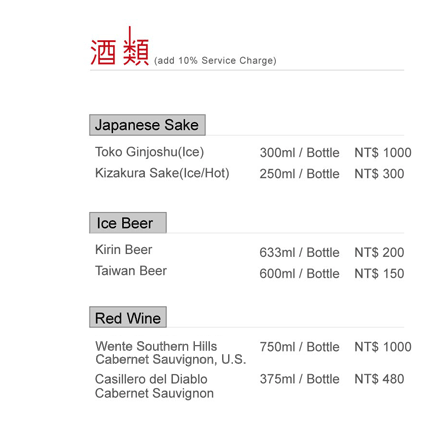 酒類 (add 10% Service Charge)
Japanese Sake
Toko Ginjoshu(Ice) 300ml / Bottle NT$ 1000
Kizakura Sake(Ice/Hot) 250ml / Bottle NT$ 300
Ice Beer
Kirin Beer 633ml / Bottle NT$ 200
Taiwan Beer 600ml / Bottle NT$ 150
Red Wine
Wente Southern Hills 750ml / Bottle NT$ 1000
Cabernet Sauvignon, U.S.
Casillero del Diablo 375ml / Bottle NT$ 480
Cabernet Sauvignon